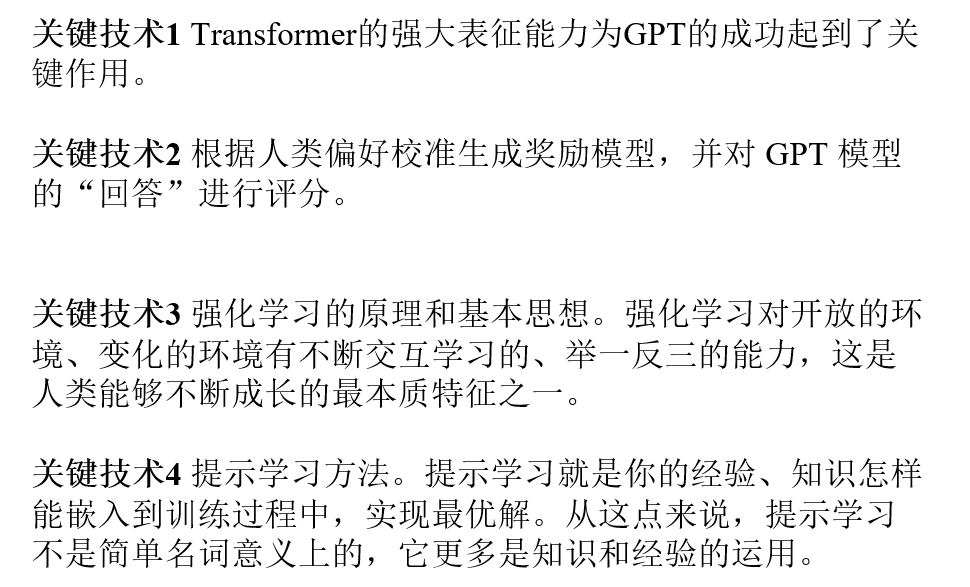 关键技术1 Transformer的强大表征能力为GPT的成功起到了关
键作用。
关键技术2 根据人类偏好校准生成奖励模型，并对 GPT 模型
的“回答”进行评分。
关键技术3 强化学习的原理和基本思想。强化学习对开放的环
境、变化的环境有不断交互学习的、举一反三的能力，这是
人类能够不断成长的最本质特征之一。
关键技术4 提示学习方法。提示学习就是你的经验、知识怎样
能嵌入到训练过程中，实现最优解。从这点来说，提示学习
不是简单名词意义上的，它更多是知识和经验的运用。